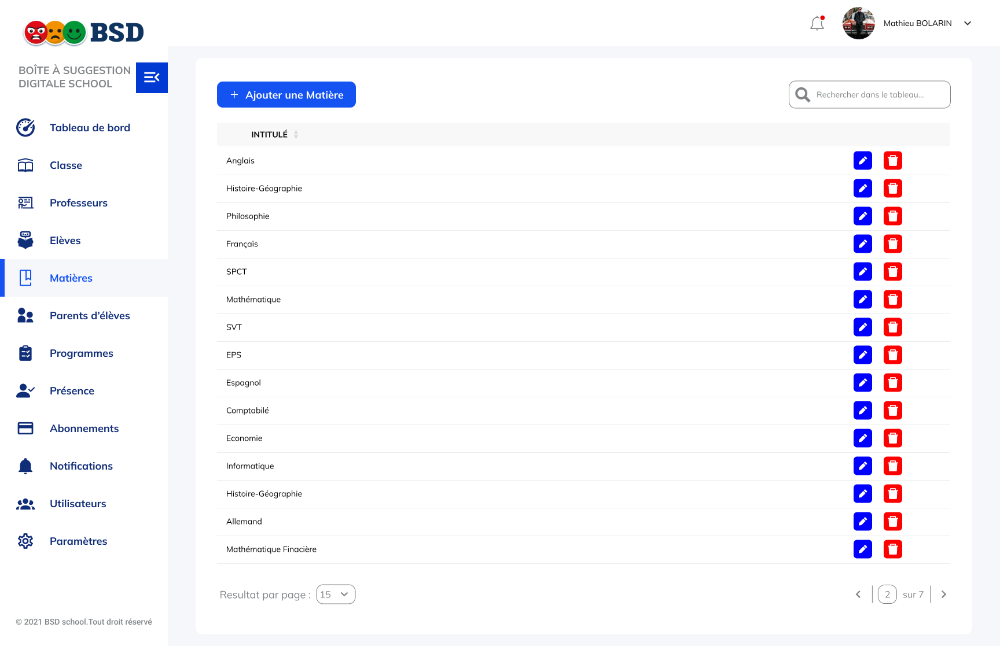 BSD
BOÎTE À SUGGESTION
DIGITALE SCHOOL
Tableau de bord
Classe
Professeurs
Elèves
Matières
Parents d’élèves
Programmes
Présence
Abonnements
Notifications
Utilisateurs
Paramètres
© 2021 BSD school.Tout droit réservé
Mathieu BOLARIN
+ Ajouter une Matière
Rechercher dans le tableau...
INTITULÉ
Anglais
Histoire-Géographie
Philosophie
Français
SPCT
Mathématique
SVT
EPS
Espagnol
Comptabilé
Economie
Informatique
Histoire-Géographie
Allemand
Mathématique Finacière
Resultat par page : 15
2 sur 7